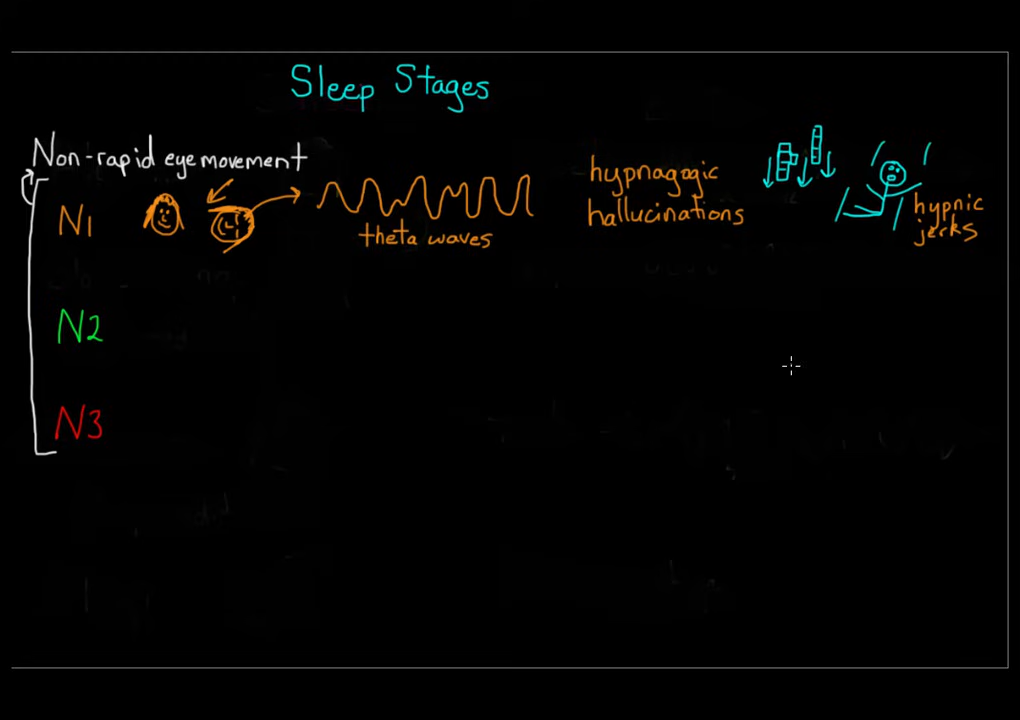 Sleep Stages
Non-rapid eye movement
N1
theta waves
hypnagogic
hallucinations
hypnic
jerks
N2
N3